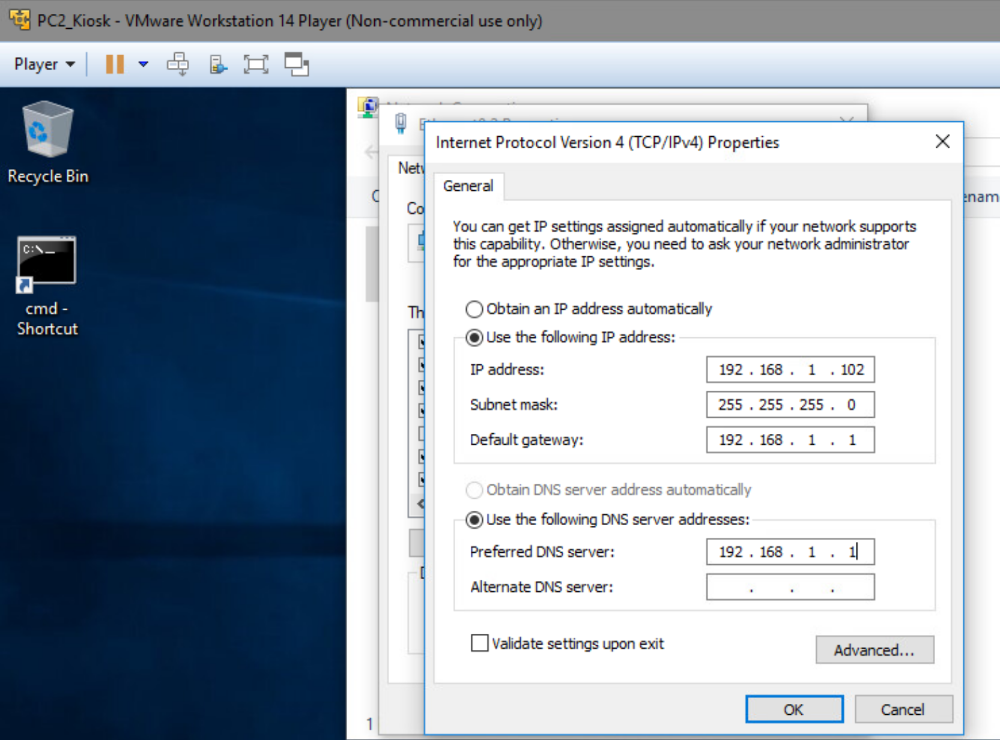 PC2_Kiosk - VMware Workstation 14 Player (Non-commercial use only)
Player
Recycle Bin
C:\_
cmd -
Shortcut
Internet Protocol Version 4 (TCP/IPv4) Properties
General
You can get IP settings assigned automatically if your network supports
this capability. Otherwise, you need to ask your network administrator
for the appropriate IP settings.
Obtain an IP address automatically
Use the following IP address:
IP address: 192 . 168 . 1 . 102
Subnet mask: 255 . 255 . 255 . 0
Default gateway: 192 . 168 . 1 . 1
Obtain DNS server address automatically
Use the following DNS server addresses:
Preferred DNS server: 192 . 168 . 1 . 1
Alternate DNS server: . . .
Validate settings upon exit
Advanced...
OK Cancel
Netw
Co
Th
enam
1